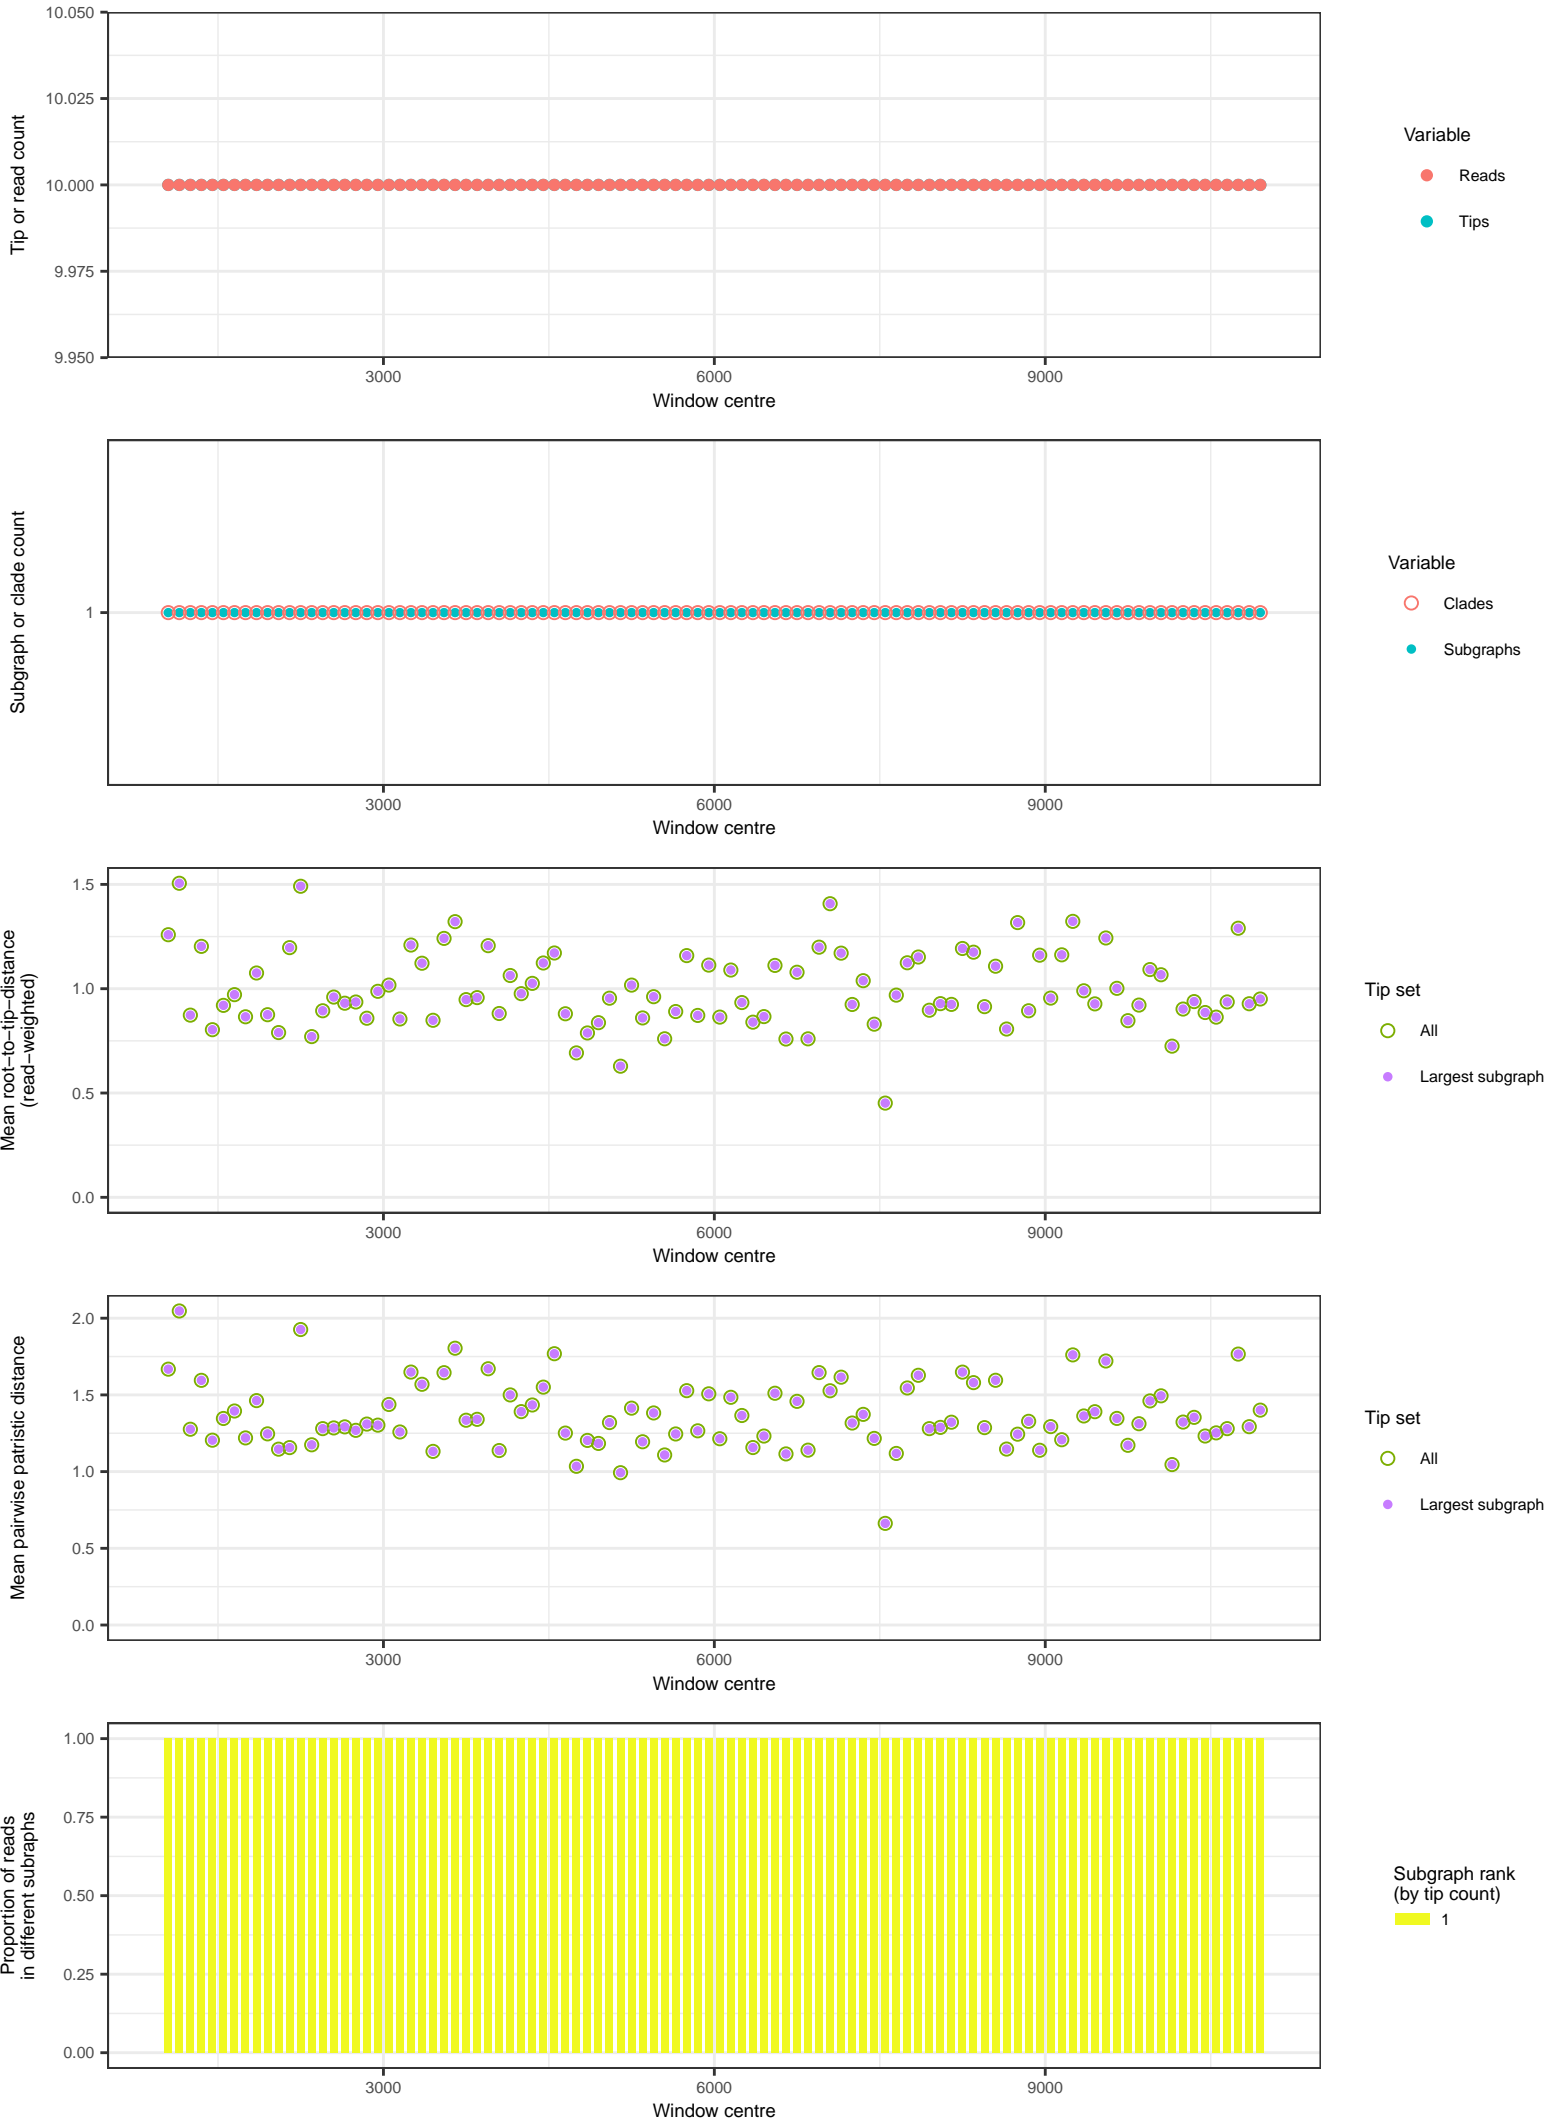 10.050
10.025
10.000
9.975
9.950
Tip or read count
3000 6000 9000
Window centre
Variable
Reads
Tips
1
Subgraph or clade count
3000 6000 9000
Window centre
Variable
Clades
Subgraphs
1.5
1.0
0.5
0.0
Mean root−to−tip−distance
(read−weighted)
3000 6000 9000
Window centre
Tip set
All
Largest subgraph
2.0
1.5
1.0
0.5
0.0
Mean pairwise patristic distance
3000 6000 9000
Window centre
Tip set
All
Largest subgraph
1.00
0.75
0.50
0.25
0.00
Proportion of reads
in different subraphs
3000 6000 9000
Window centre
Subgraph rank
(by tip count)
1